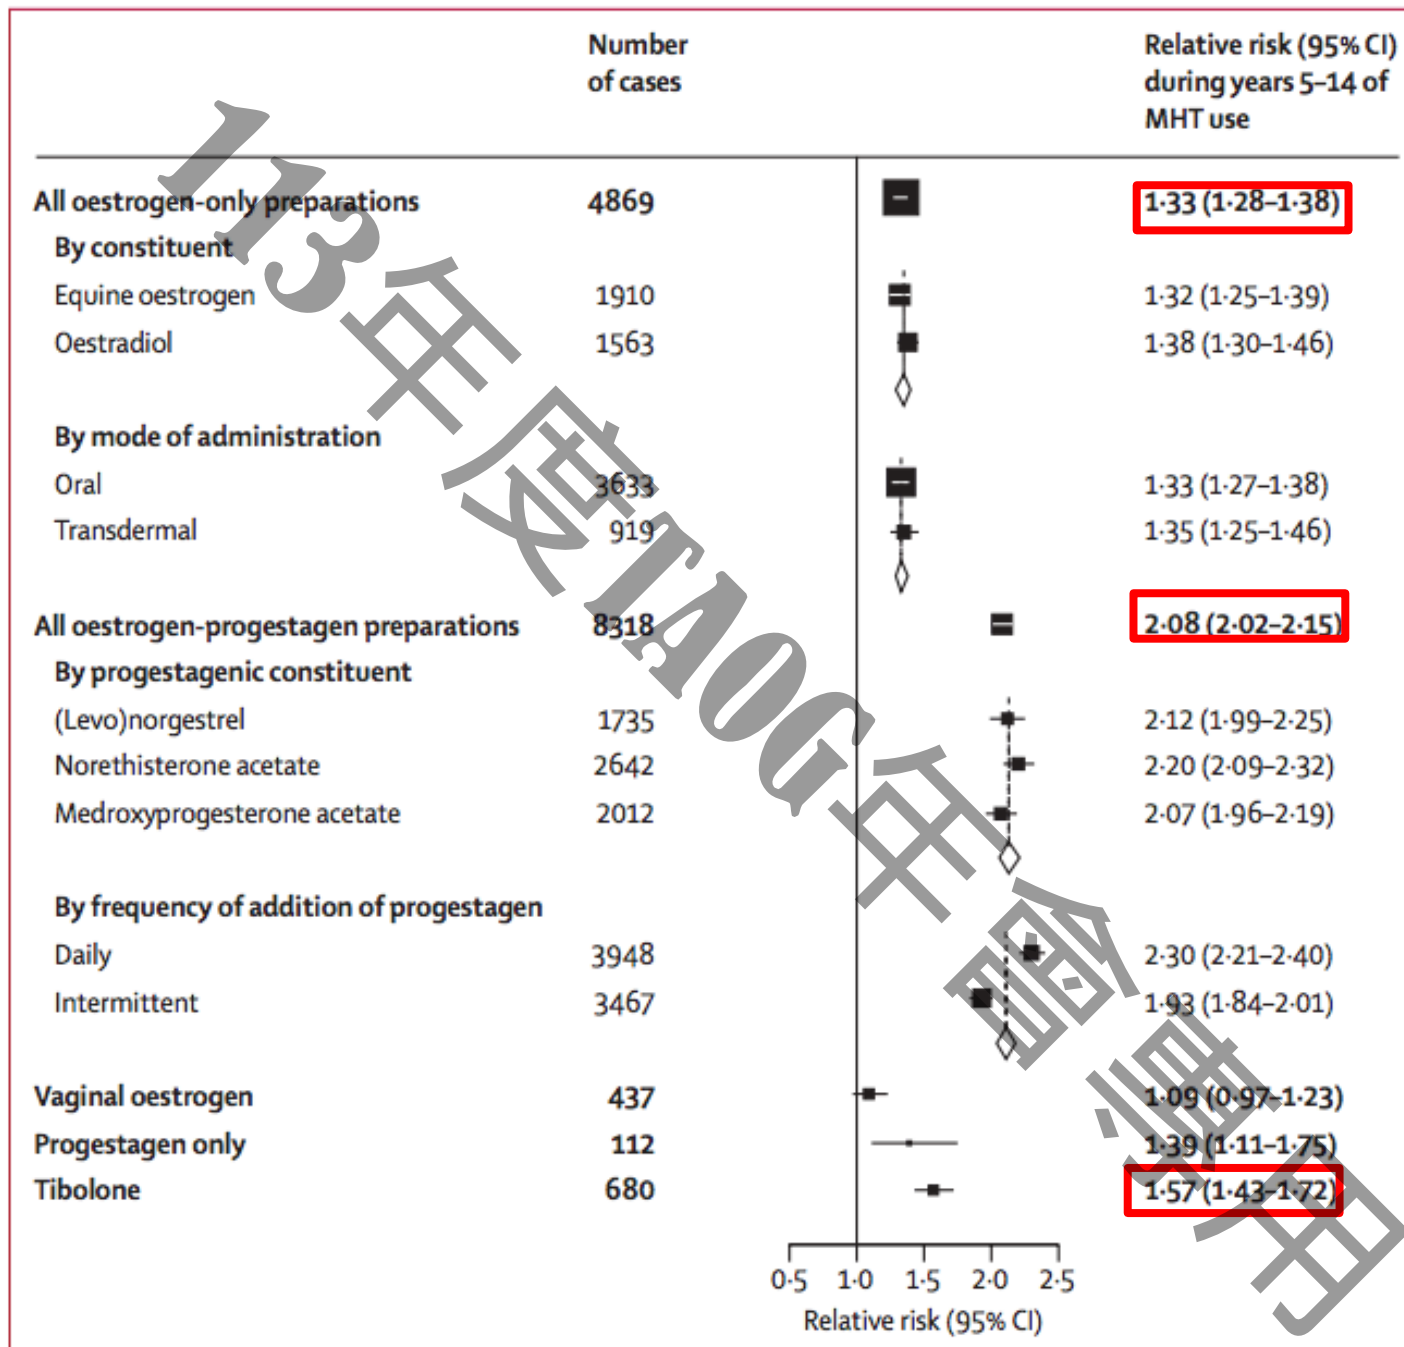 Number of cases
Relative risk (95% CI) during years 5–14 of MHT use
All oestrogen-only preparations 4869 1·33 (1·28–1·38)
By constituent
Equine oestrogen 1910 1·32 (1·25–1·39)
Oestradiol 1563 1·38 (1·30–1·46)
By mode of administration
Oral 3633 1·33 (1·27–1·38)
Transdermal 919 1·35 (1·25–1·46)
All oestrogen-progestagen preparations 8318 2·08 (2·02–2·15)
By progestagenic constituent
(Levo)norgestrel 1735 2·12 (1·99–2·25)
Norethisterone acetate 2642 2·20 (2·09–2·32)
Medroxyprogesterone acetate 2012 2·07 (1·96–2·19)
By frequency of addition of progestagen
Daily 3948 2·30 (2·21–2·40)
Intermittent 3467 1·93 (1·84–2·01)
Vaginal oestrogen 437 1·09 (0·97–1·23)
Progestagen only 112 1·39 (1·11–1·75)
Tibolone 680 1·57 (1·43–1·72)
0·5 1·0 1·5 2·0 2·5
Relative risk (95% CI)
113年度TAOG年會專用